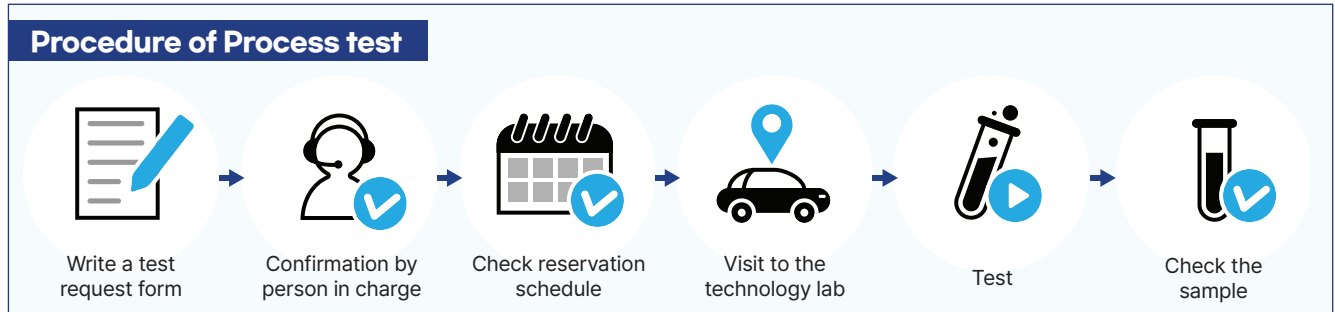 Procedure of Process test
Write a test
request form
Confirmation by
person in charge
Check reservation
schedule
Visit to the
technology lab
Test
Check the
sample